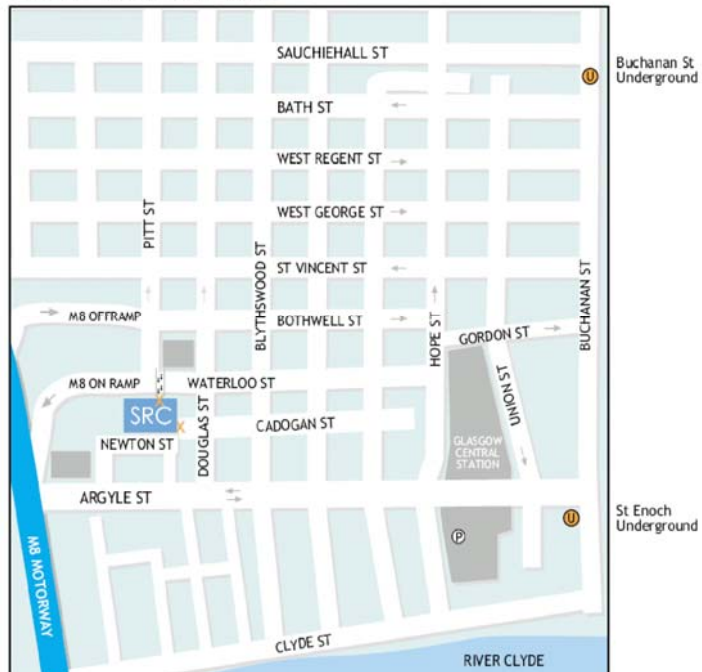 SAUCHIEHALL ST
Buchanan St
Underground
U
BATH ST
WEST REGENT ST
PITT ST
WEST GEORGE ST
BLYTHSWOOD ST
ST VINCENT ST
BUCHANAN ST
M8 OFFRAMP
BOTHWELL ST
HOPE ST
GORDON ST
M8 ON RAMP
WATERLOO ST
UNION ST
SRC
X
X
DOUGLAS ST
CADOGAN ST
NEWTON ST
GLASGOW
CENTRAL
STATION
ARGYLE ST
St Enoch
Underground
U
P
M8 MOTORWAY
CLYDE ST
RIVER CLYDE